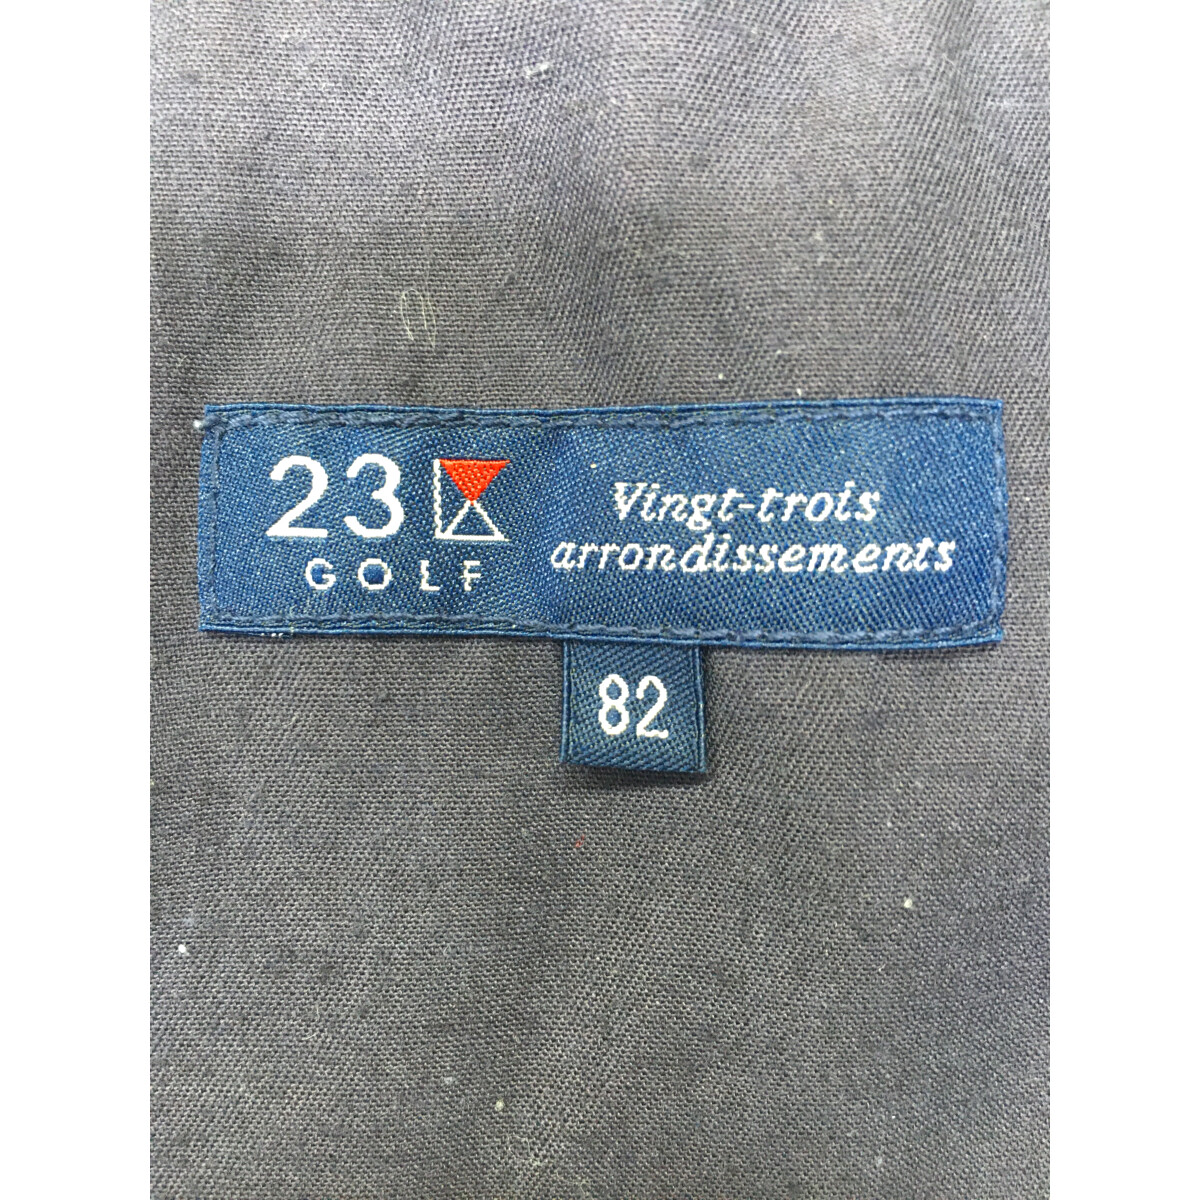 23
GOLF
Vingt-trois
arrondissements
82